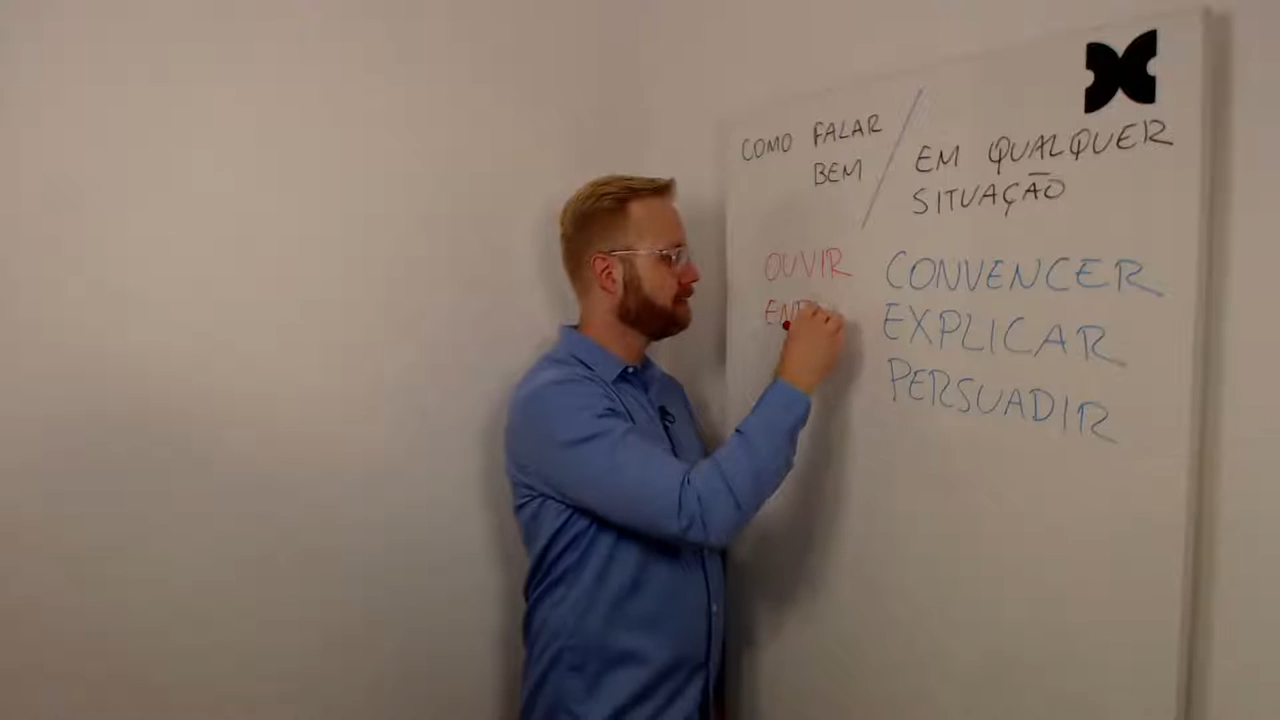 COMO FALAR
BEM
EM QUALQUER
SITUAÇÃO
OUVIR
CONVENCER
EXPLICAR
PERSUADIR